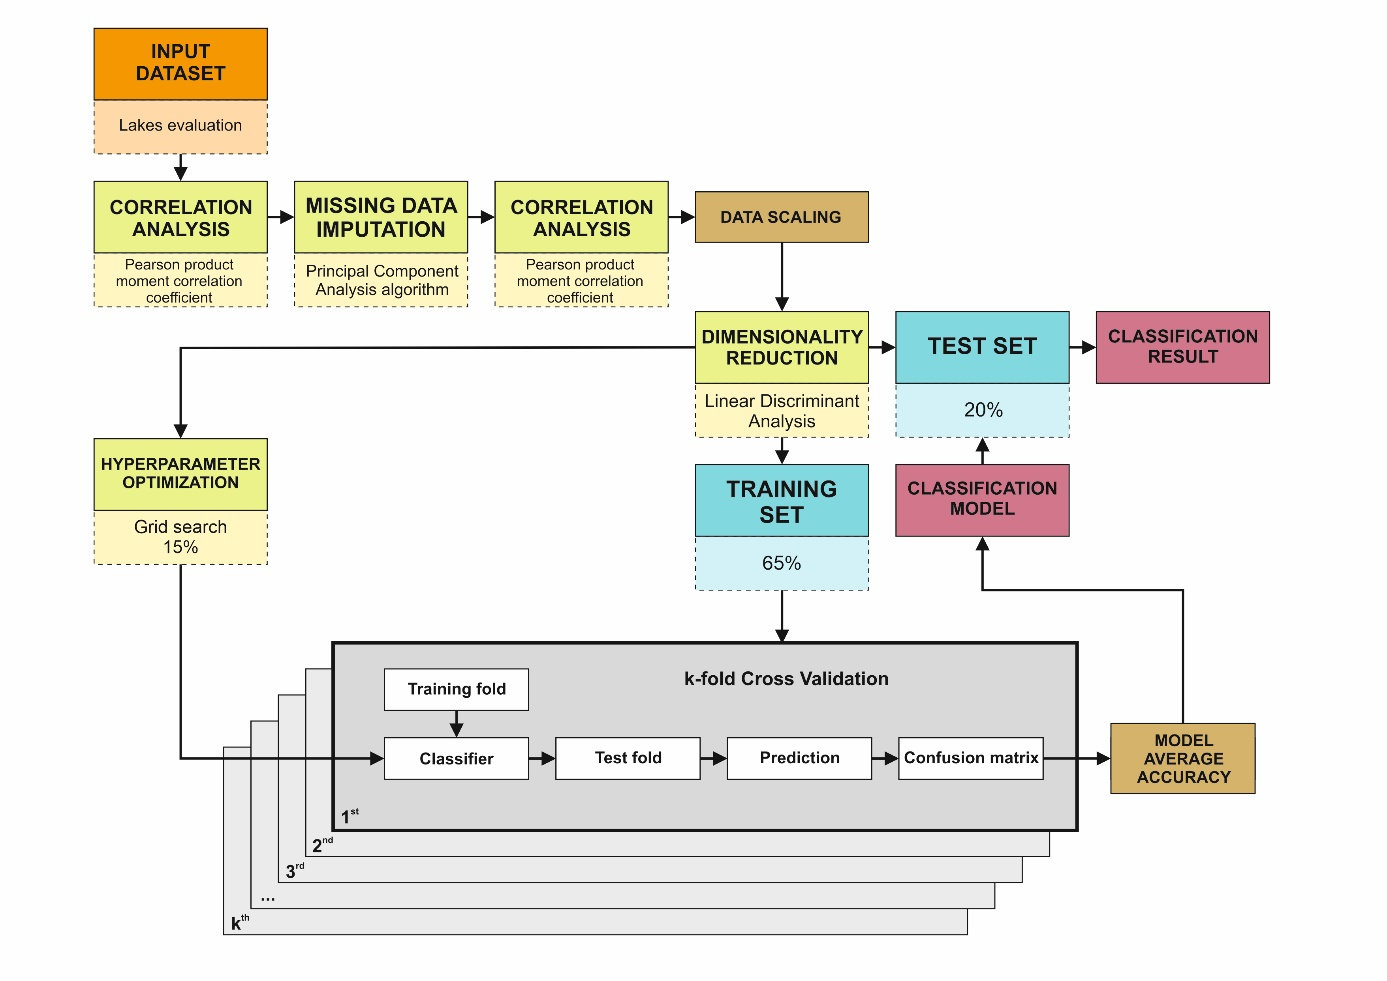 INPUT
DATASET
Lakes evaluation
CORRELATION
ANALYSIS
Pearson product
moment correlation
coefficient
MISSING DATA
IMPUTATION
Principal Component
Analysis algorithm
CORRELATION
ANALYSIS
Pearson product
moment correlation
coefficient
DATA SCALING
DIMENSIONALITY
REDUCTION
Linear Discriminant
Analysis
TEST SET
20%
CLASSIFICATION
RESULT
HYPERPARAMETER
OPTIMIZATION
Grid search
15%
TRAINING
SET
65%
CLASSIFICATION
MODEL
k-fold Cross Validation
Training fold
Classifier
Test fold
Prediction
Confusion matrix
MODEL
AVERAGE
ACCURACY
1st
2nd
3rd
...
kth